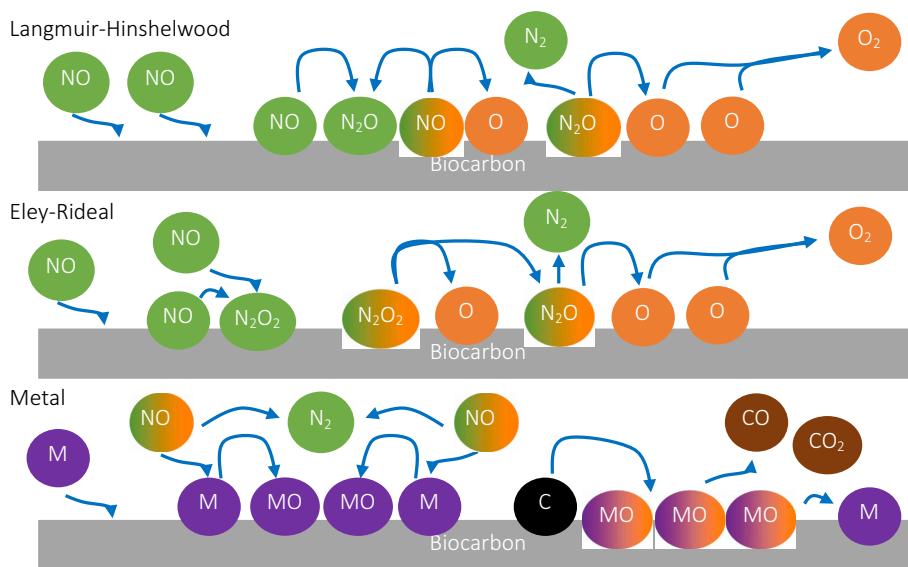 Langmuir-Hinshelwood
NO NO N₂ O₂
NO N₂O NO O N₂O O O
Biocarbon
Eley-Rideal
NO NO N₂ O₂
NO N₂O₂ N₂O₂ O N₂O O O
Biocarbon
Metal
M NO N₂ NO CO CO₂
M MO MO M C MO MO MO M
Biocarbon